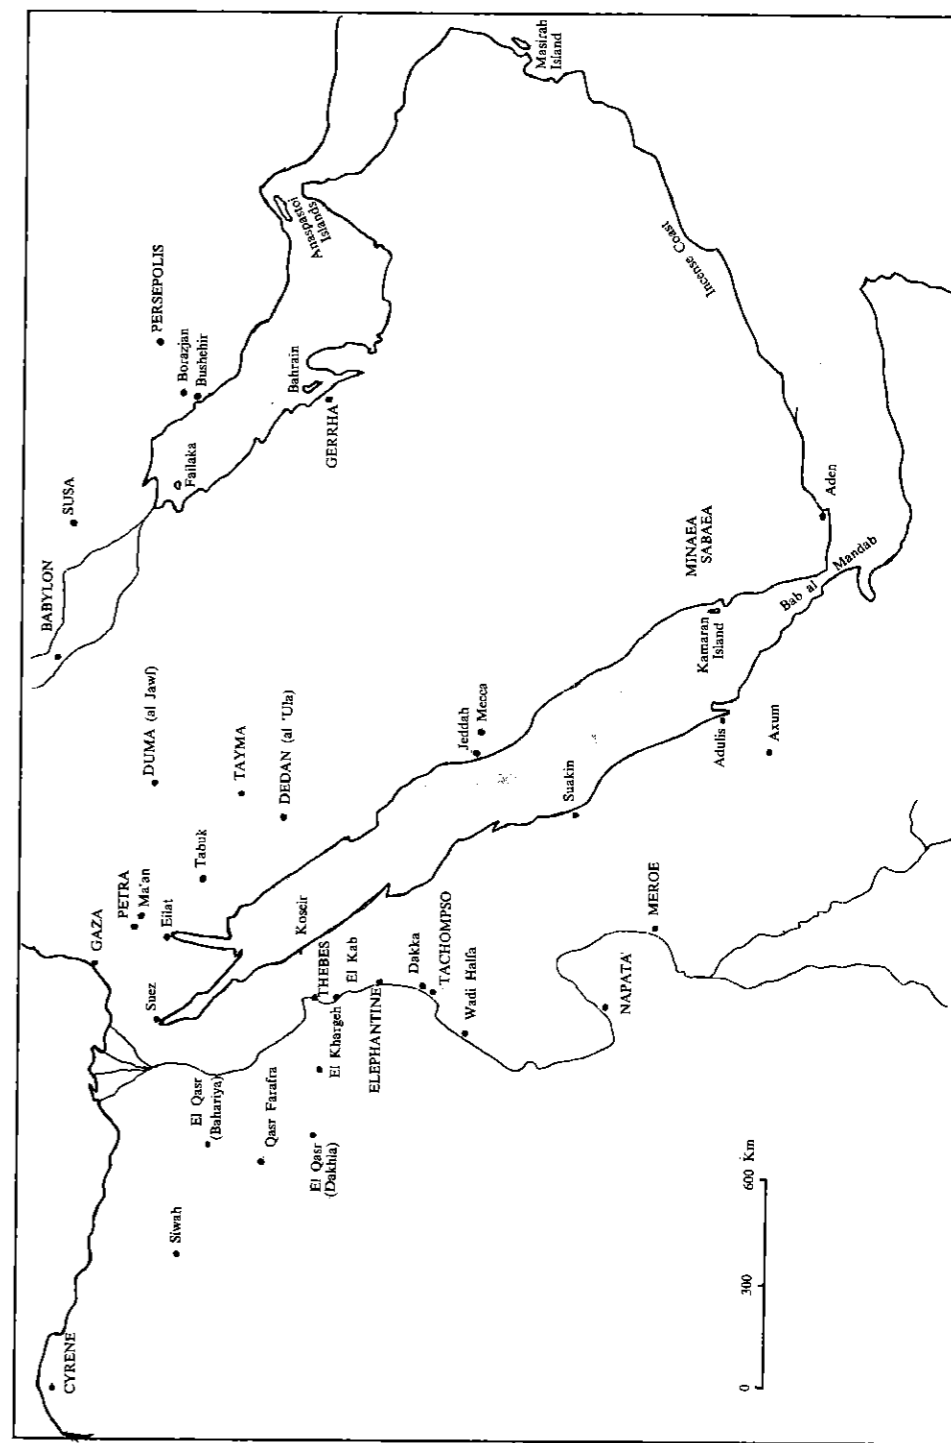 CYRENE
Siwah
El Qasr
(Bahariya)
Qasr Farafra
El Qasr
(Dakhla)
El Khargeh
THEBES
El Kab
ELEPHANTINE
Dakka
TACHOMPSO
Wadi Halfa
NAPATA
MEROE
GAZA
Suez
PETRA
Ma'an
Eilat
Tabuk
Koseir
DUMA (al Jawf)
TAYMA
DEDAN (al 'Ula)
Jeddah
Mecca
Suakin
Adulis
Axum
Kamaran
Island
MINAEA
SABAEA
Bab al Mandab
Aden
Incense Coast
Masirah
Island
BABYLON
SUSA
Failaka
Borazjan
Bushehir
PERSEPOLIS
Bahrain
GERRHA
Anaspastoi
Islands
0 300 600 Km